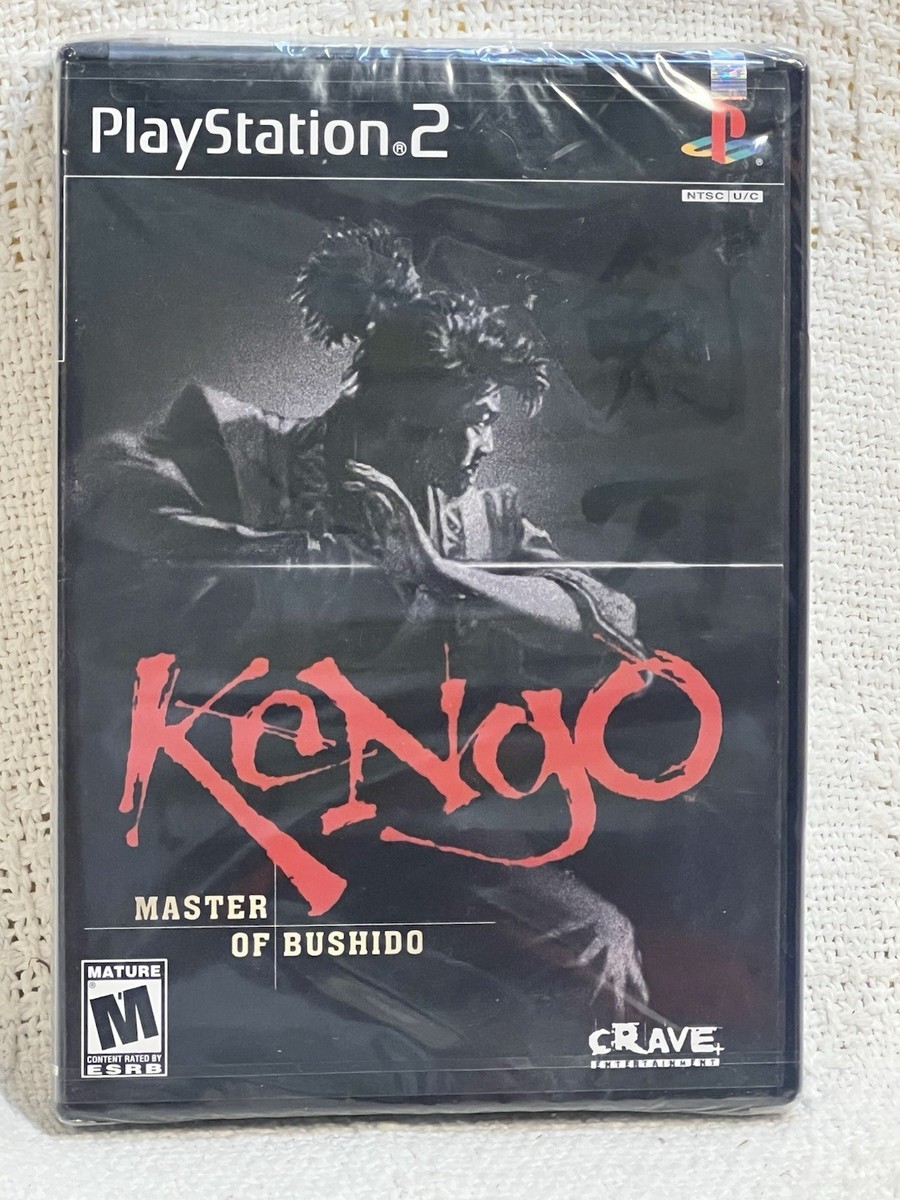 PlayStation®2
NTSC U/C
KeNgO
MASTER
OF BUSHIDO
MATURE
M
CONTENT RATED BY
ESRB
CRAVE
ENTERTAINMENT